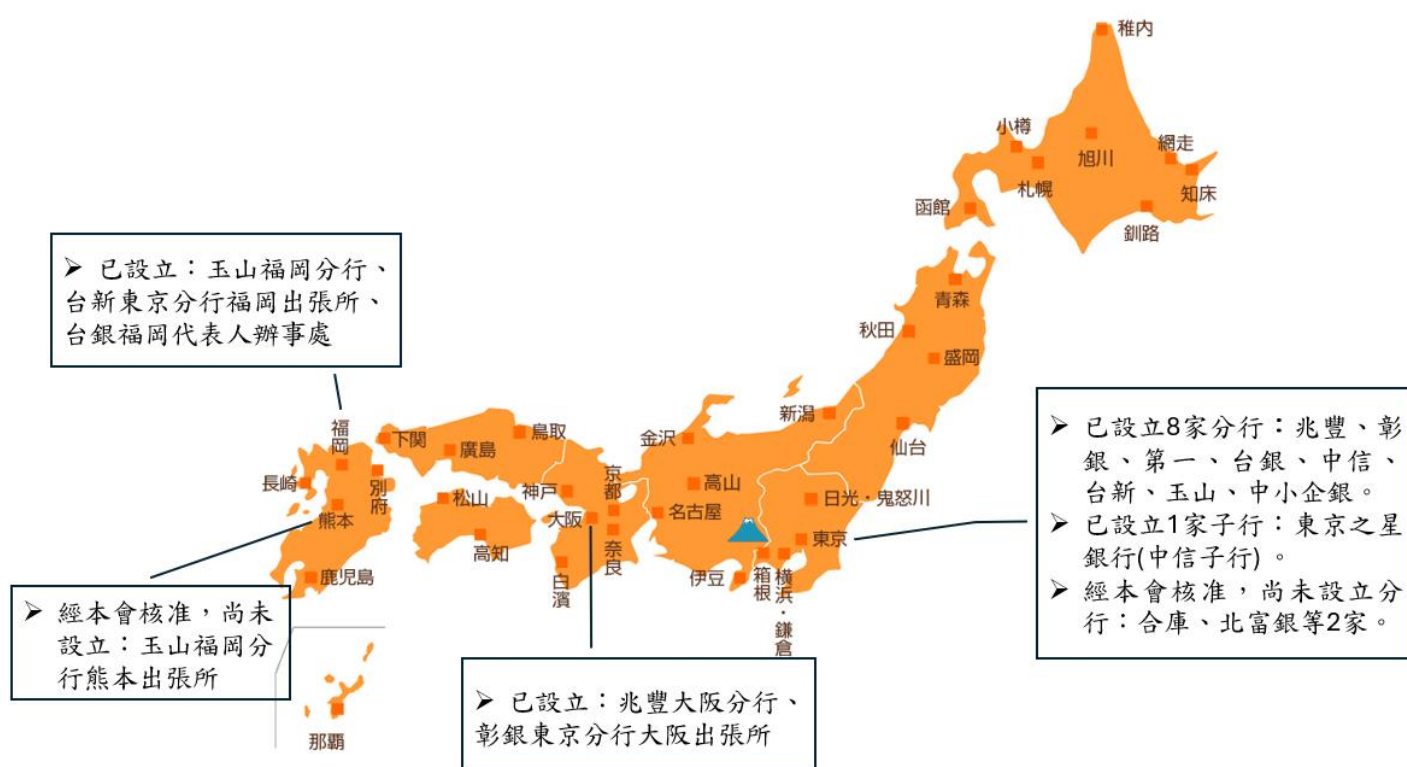 稚内
小樽
旭川
網走
札幌
知床
函館
釧路
➢ 已設立：玉山福岡分行、
台新東京分行福岡出張所、
台銀福岡代表人辦事處
青森
秋田
盛岡
新潟
仙台
➢ 已設立8家分行：兆豐、彰
銀、第一、台銀、中信、
台新、玉山、中小企銀。
➢ 已設立1家子行：東京之星
銀行(中信子行) 。
➢ 經本會核准，尚未設立分
行：合庫、北富銀等2家。
福岡
下関
鳥取
廣島
金沢
長崎
別府
松山
神戸
京都
高山
日光・鬼怒川
熊本
大阪
名古屋
高知
奈良
東京
鹿児島
白濱
伊豆
箱根
横浜・鎌倉
➢ 經本會核准，尚未
設立：玉山福岡分
行熊本出張所
➢ 已設立：兆豐大阪分行、
彰銀東京分行大阪出張所
那覇